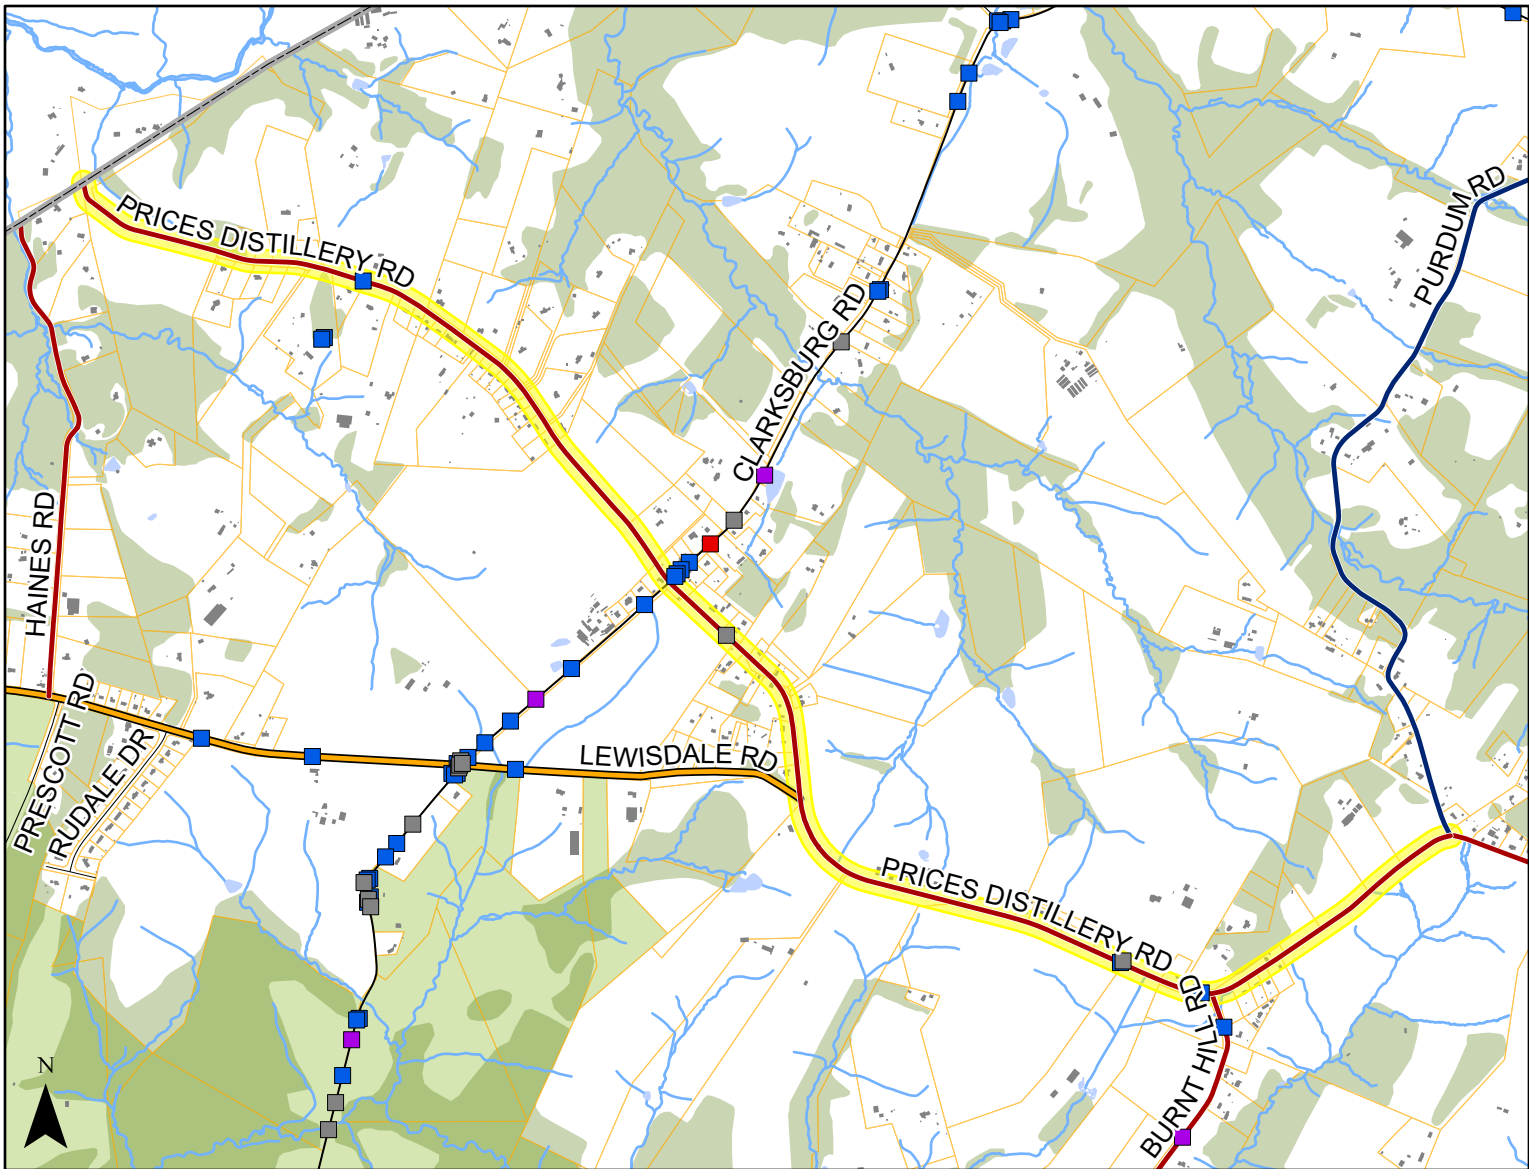 PURDUM RD
PRICES DISTILLERY RD
CLARKSBURG RD
HAINES RD
PRESCOTT RD
RUDALE DR
LEWISDALE RD
PRICES DISTILLERY RD
BURNT HILL RD
N